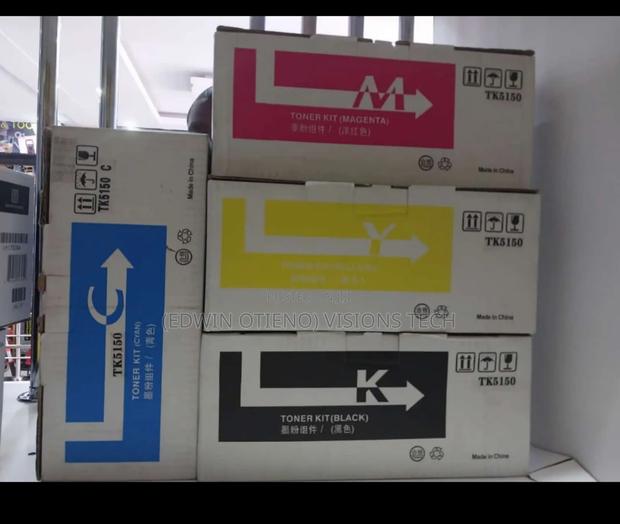 M
TONER KIT (MAGENTA)
墨粉组件 / (洋红色)
TK5150
Made in China
Y
TK5150
Made in China
(EDWIN OTIENO) VISIONS TECH
K
TONER KIT(BLACK)
墨粉组件 / (黑色)
TK5150
Made in China
TK5150 C
Made in China
C
TK5150
TONER KIT (CYAN)
墨粉组件 / (青色)